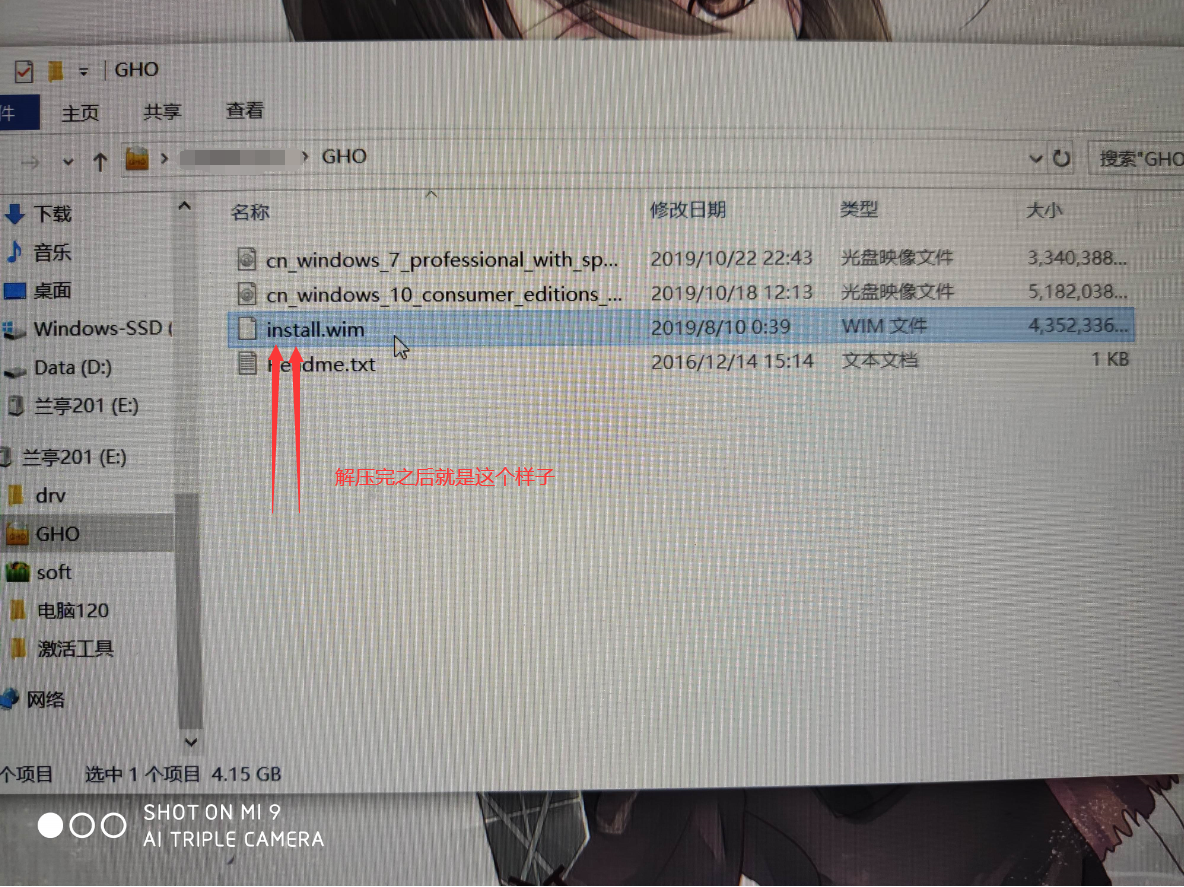 GHO
件 主页 共享 查看
GHO 搜索"GHO
下载
音乐
桌面
Windows-SSD (
Data (D:)
兰亭201 (E:)
兰亭201 (E:)
drv
GHO
soft
电脑120
激活工具
网络
名称 修改日期 类型 大小
cn_windows_7_professional_with_sp... 2019/10/22 22:43 光盘映像文件 3,340,388...
cn_windows_10_consumer_editions_... 2019/10/18 12:13 光盘映像文件 5,182,038...
install.wim 2019/8/10 0:39 WIM 文件 4,352,336...
Readme.txt 2016/12/14 15:14 文本文档 1 KB
解压完之后就是这个样子
个项目 选中 1 个项目 4.15 GB
SHOT ON MI 9
AI TRIPLE CAMERA